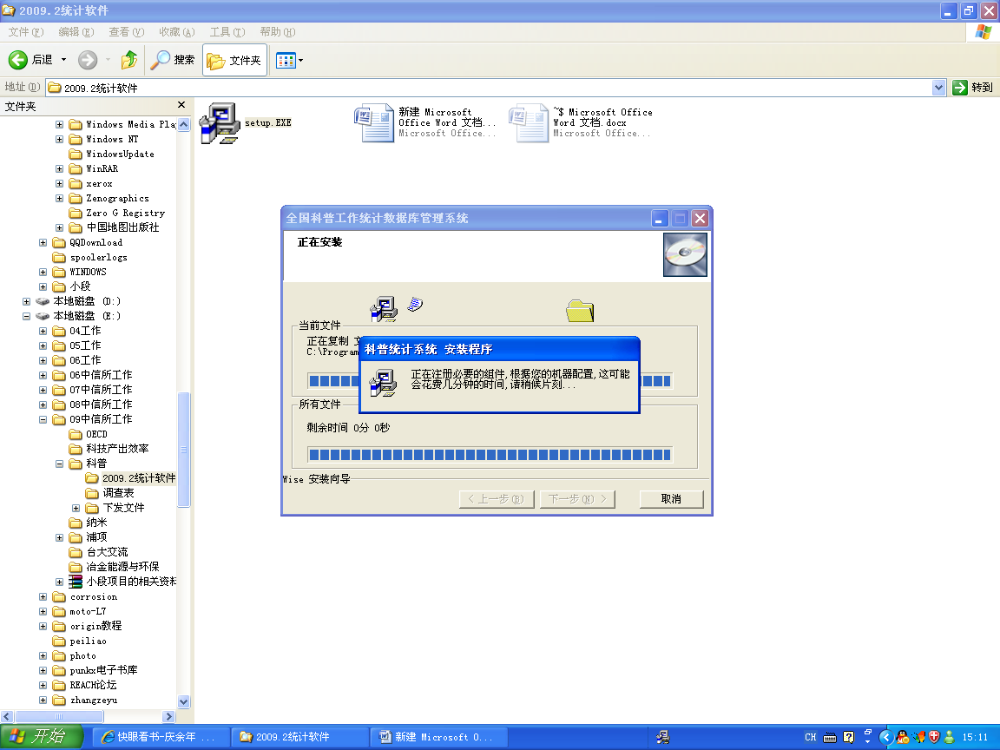 2009.2统计软件
文件(F) 编辑(E) 查看(V) 收藏(A) 工具(T) 帮助(H)
后退 搜索 文件夹
地址(D) 2009.2统计软件 转到
文件夹
Windows Media Pla
Windows NT
WindowsUpdate
WinRAR
xerox
Zenographics
Zero G Registry
中国地图出版社
QQDownload
spoolerlogs
WINDOWS
小段
本地磁盘 (D:)
本地磁盘 (E:)
04工作
05工作
06工作
06中信所工作
07中信所工作
08中信所工作
09中信所工作
OECD
科技产出效率
科普
2009.2统计软件
调查表
下发文件
纳米
浦项
台大交流
冶金能源与环保
小段项目的相关资料
corrosion
moto-L7
origin教程
peiliao
photo
punkx电子书库
REACH论坛
zhangzeyu
setup.EXE
新建 Microsoft
Office Word 文档...
Microsoft Office...
~$ Microsoft Office
Word 文档.docx
Microsoft Office...
全国科普工作统计数据库管理系统
正在安装
当前文件
正在复制 文
C:\Program
科普统计系统 安装程序
正在注册必要的组件,根据您的机器配置,这可能
会花费几分钟的时间,请稍候片刻...
所有文件
剩余时间 0分 0秒
Wise 安装向导
< 上一步(B) 下一步(N) > 取消
开始 快眼看书-庆余年 ... 2009.2统计软件 新建 Microsoft O... CH 15:11